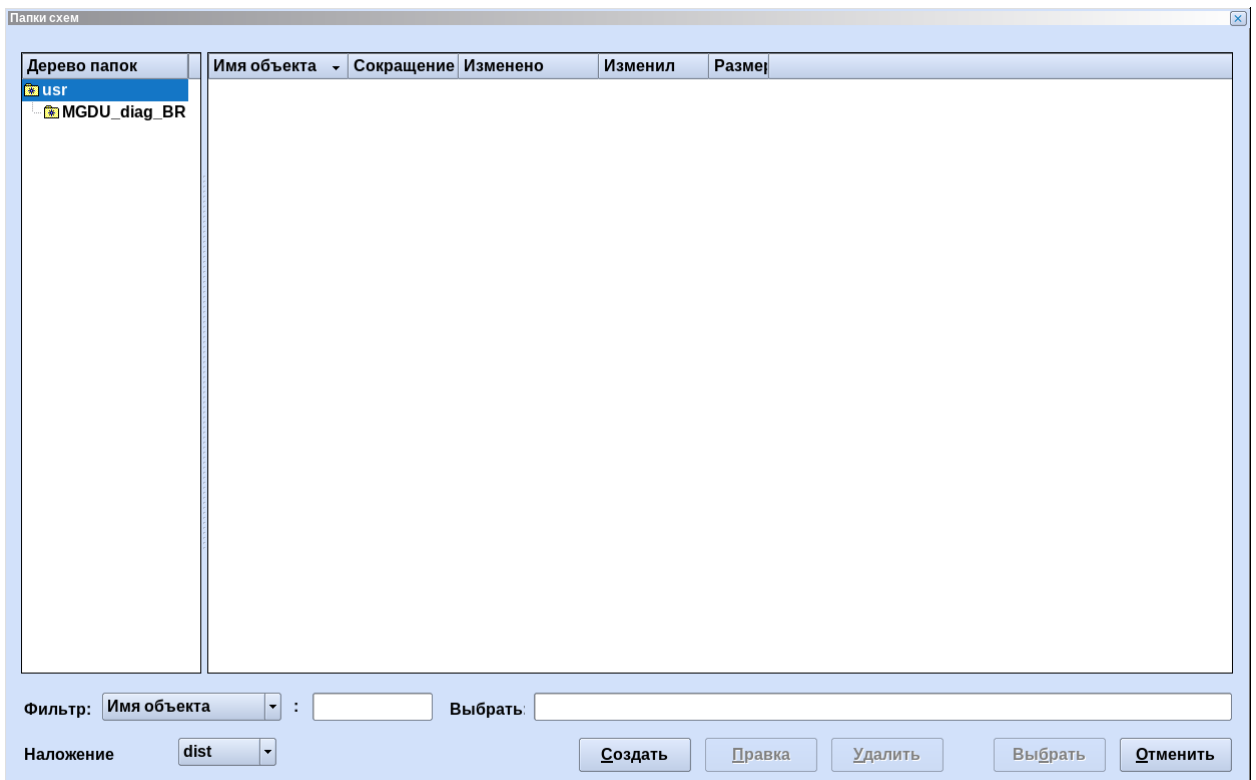 Папки схем
Дерево папок
Имя объекта Сокращение Изменено Изменил Размер
usr
MGDU_diag_BR
Фильтр: Имя объекта : Выбрать:
Наложение dist Создать Правка Удалить Выбрать Отменить